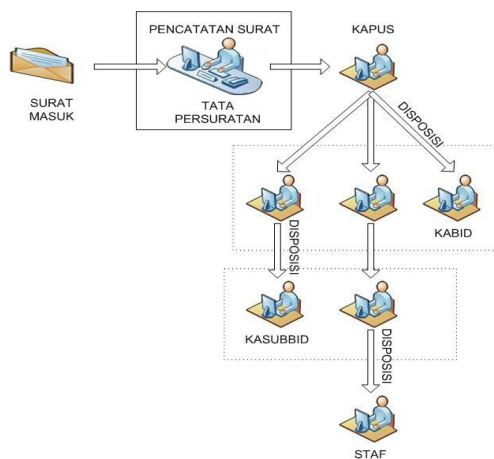 PENCATATAN SURAT
KAPUS
SURAT
MASUK
TATA
PERSURATAN
DISPOSISI
DISPOSISI
KABID
KASUBBID
DISPOSISI
STAF